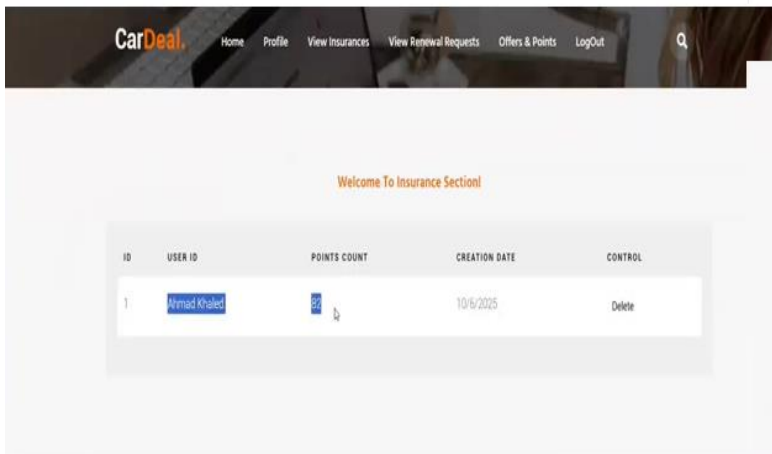 CarDeal. Home Profile View Insurances View Renewal Requests Offers & Points LogOut
Welcome To Insurance Section!
ID USER ID POINTS COUNT CREATION DATE CONTROL
1 Ahmad Khaled 82 10/6/2025 Delete